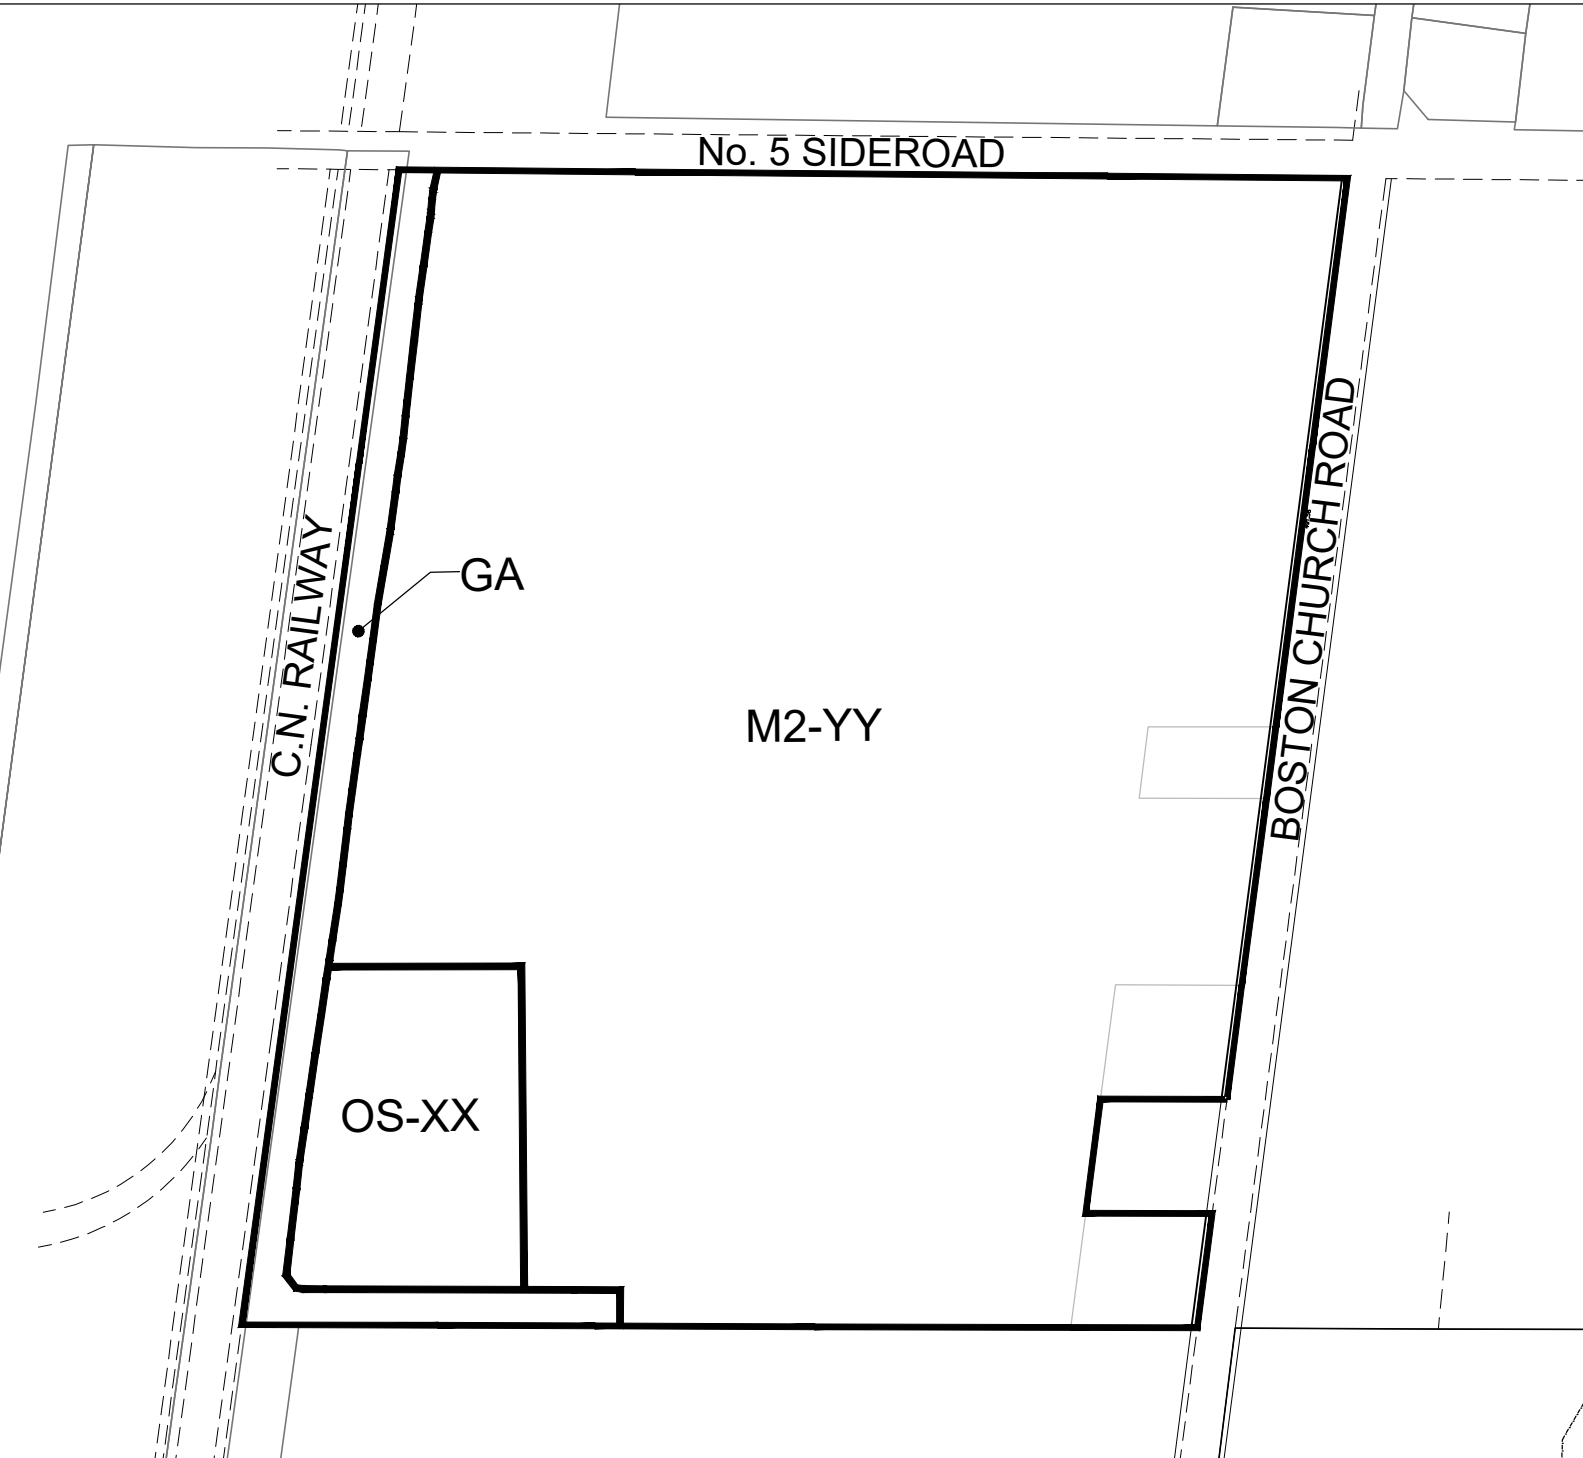 No. 5 SIDEROAD
BOSTON CHURCH ROAD
C.N. RAILWAY
GA
M2-YY
OS-XX